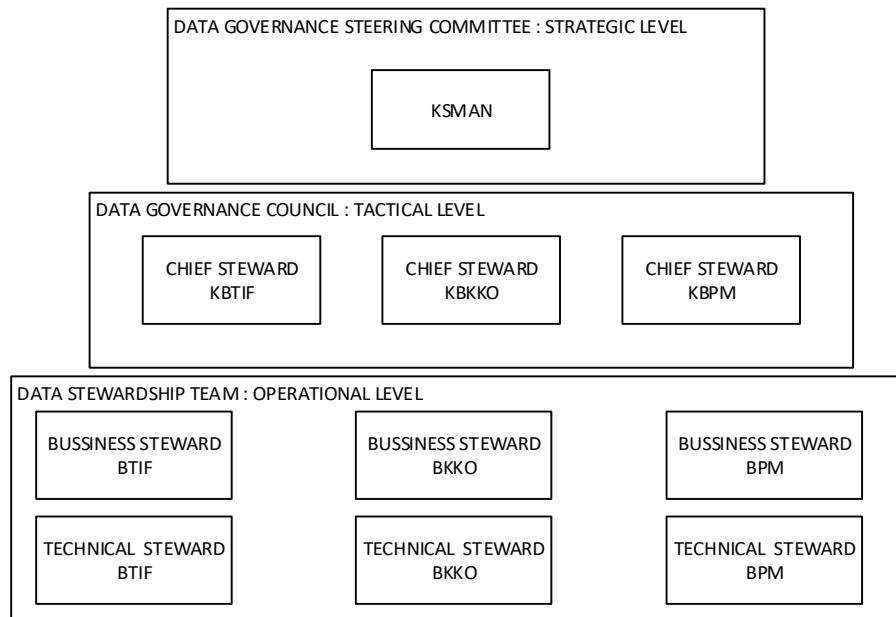 DATA GOVERNANCE STEERING COMMITTEE : STRATEGIC LEVEL
KSMAN
DATA GOVERNANCE COUNCIL : TACTICAL LEVEL
CHIEF STEWARD
KBTIF
CHIEF STEWARD
KBKKO
CHIEF STEWARD
KBPM
DATA STEWARDSHIP TEAM : OPERATIONAL LEVEL
BUSSINESS STEWARD
BTIF
BUSSINESS STEWARD
BKKO
BUSSINESS STEWARD
BPM
TECHNICAL STEWARD
BTIF
TECHNICAL STEWARD
BKKO
TECHNICAL STEWARD
BPM